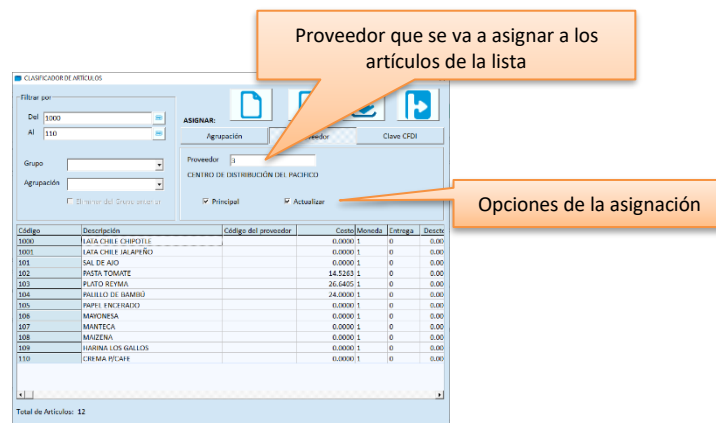 Proveedor que se va a asignar a los
artículos de la lista
CLASIFICADOR DE ARTÍCULOS
Filtrar por
Del 1000
Al 110
Grupo
Agrupación
Eliminar del Grupo anterior
ASIGNAR:
Agrupación Clave CFDI
Proveedor 3
CENTRO DE DISTRIBUCIÓN DEL PACIFICO
Principal Actualizar
Opciones de la asignación
Código Descripción Código del proveedor Costo Moneda Entrega Descto
1000 LATA CHILE CHIPOTLE 0.0000 1 0 0.00
1001 LATA CHILE JALAPEÑO 0.0000 1 0 0.00
101 SAL DE AJO 0.0000 1 0 0.00
102 PASTA TOMATE 14.5263 1 0 0.00
103 PLATO REYMA 26.6405 1 0 0.00
104 PALILLO DE BAMBÚ 24.0000 1 0 0.00
105 PAPEL ENCERADO 0.0000 1 0 0.00
106 MAYONESA 0.0000 1 0 0.00
107 MANTECA 0.0000 1 0 0.00
108 MAIZENA 0.0000 1 0 0.00
109 HARINA LOS GALLOS 0.0000 1 0 0.00
110 CREMA P/CAFE 0.0000 1 0 0.00
Total de Artículos: 12